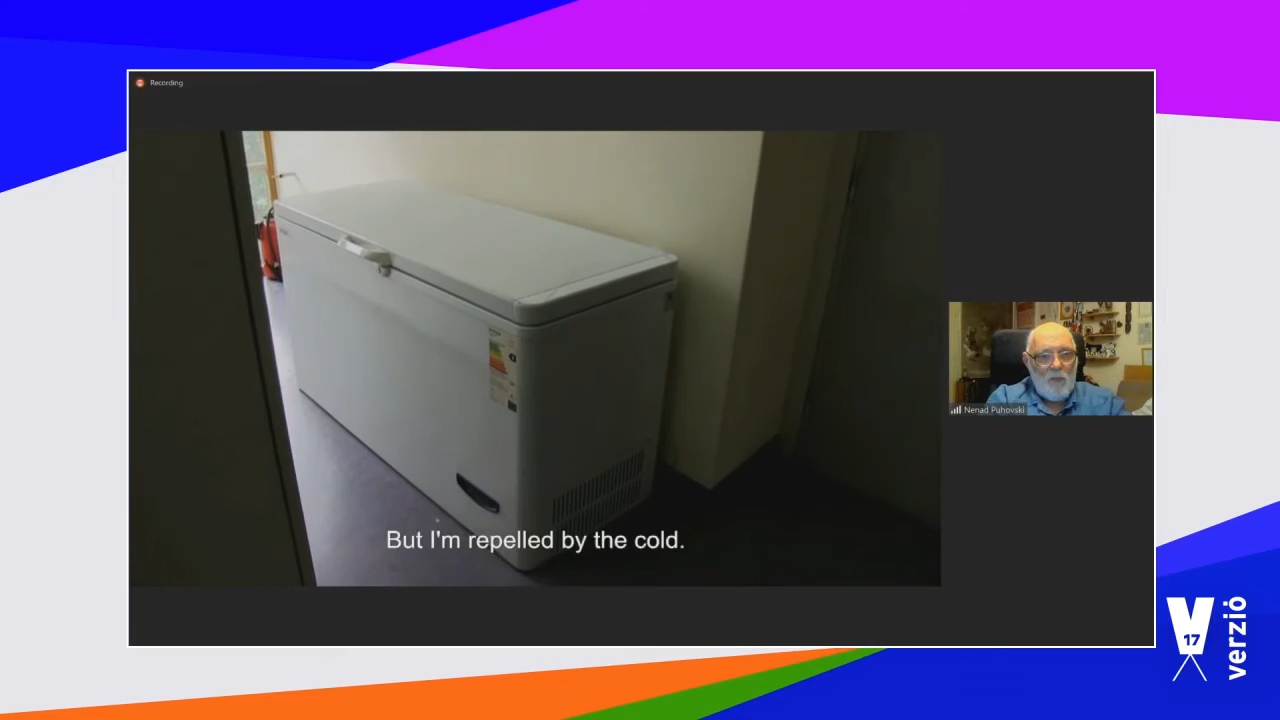 Recording
But I'm repelled by the cold.
Nenad Puhovski
17
verzió